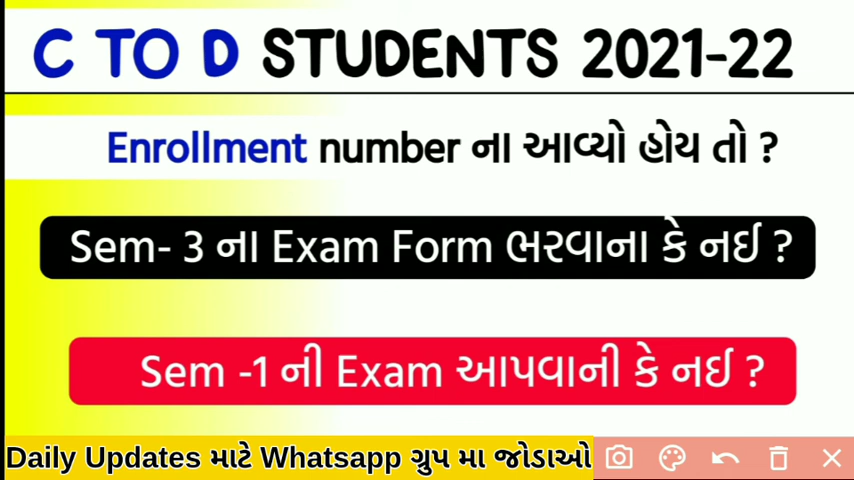 C TO D STUDENTS 2021-22
Enrollment number ના આવ્યો હોય તો ?
Sem- 3 ના Exam Form ભરવાના કે નઈ ?
Sem -1 ની Exam આપવાની કે નઈ ?
Daily Updates માટે Whatsapp ગ્રુપ મા જોડાઓ